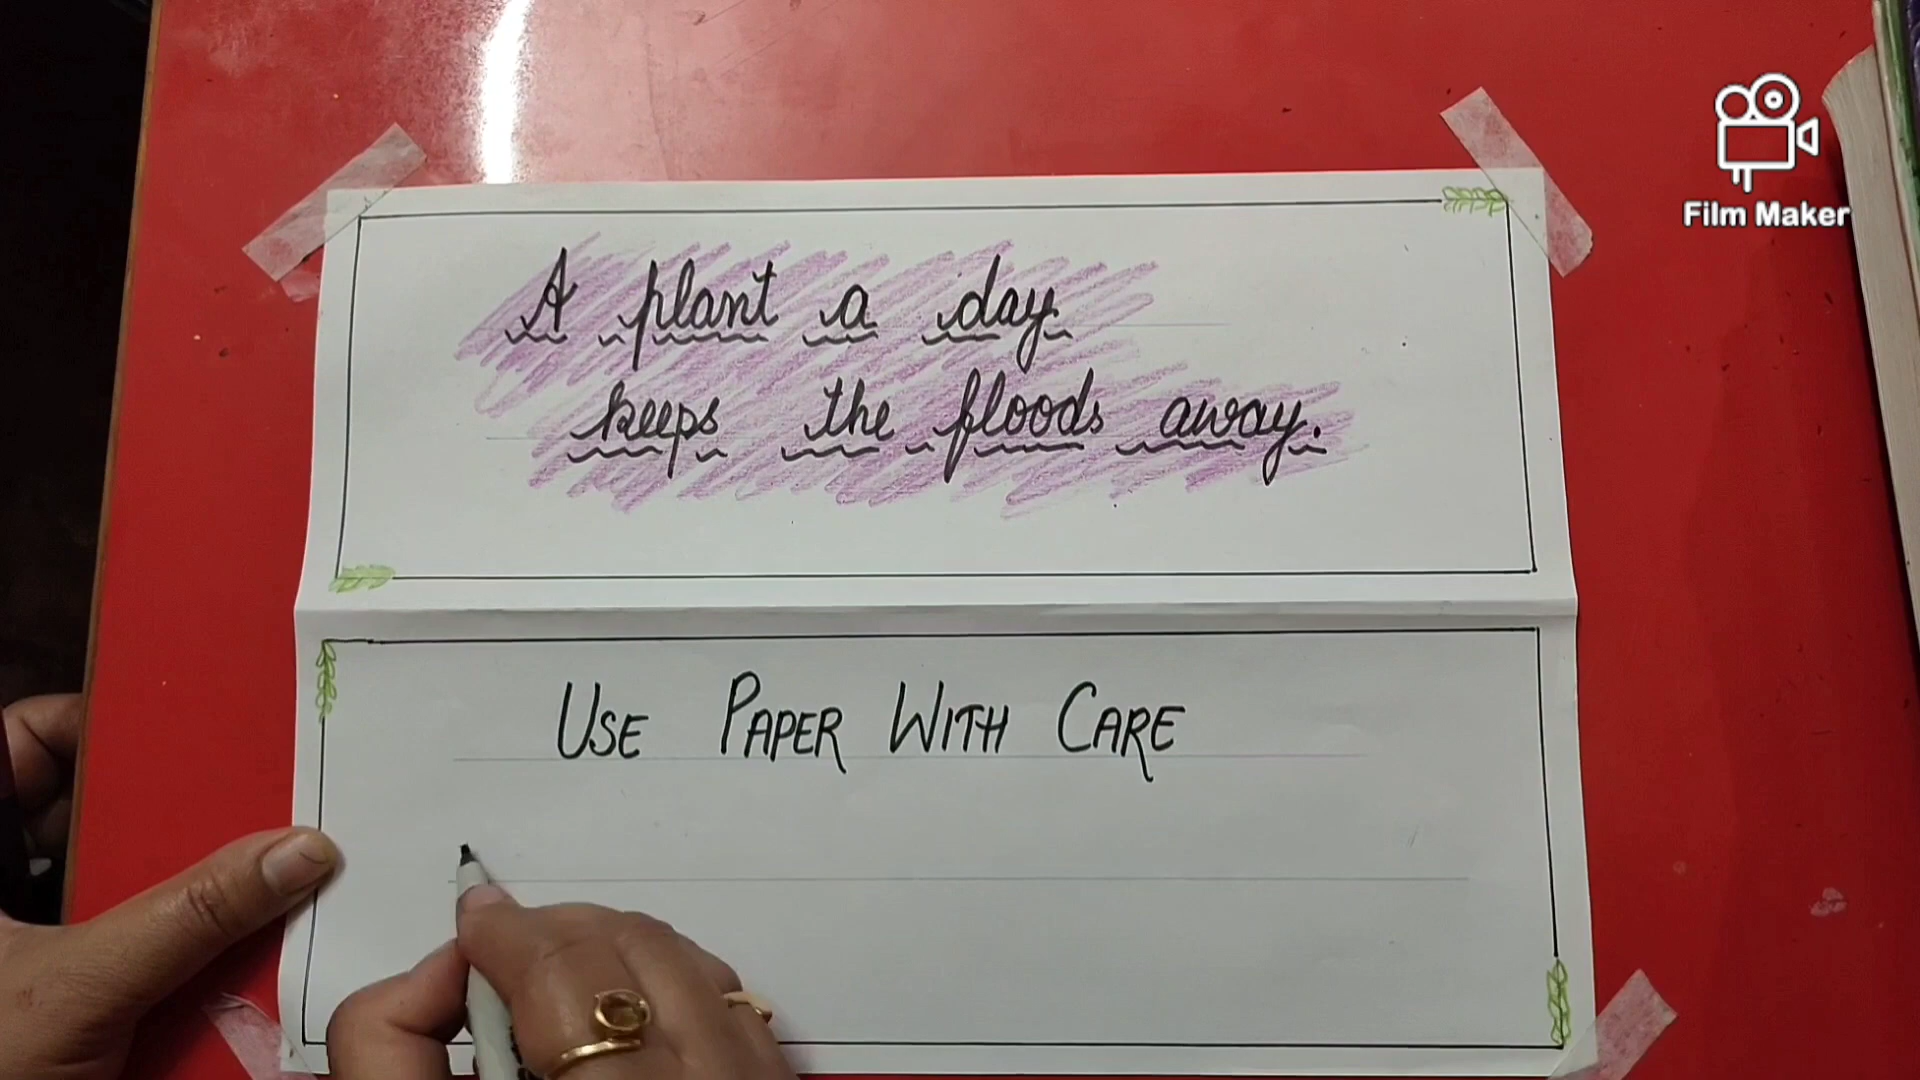 A plant a day
keeps the floods away.
USE PAPER WITH CARE
Film Maker